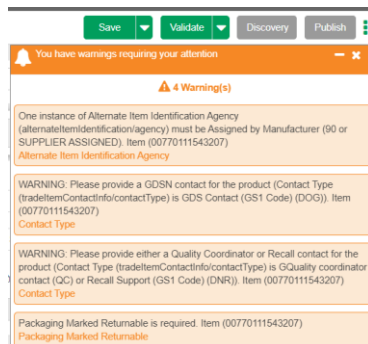 Save Validate Discovery Publish
You have warnings requiring your attention
4 Warning(s)
One instance of Alternate Item Identification Agency
(alternateItemIdentification/agency) must be Assigned by Manufacturer (90 or
SUPPLIER ASSIGNED). Item (00770111543207)
Alternate Item Identification Agency
WARNING: Please provide a GDSN contact for the product (Contact Type
(tradeItemContactInfo/contactType) is GDS Contact (GS1 Code) (DOG)). Item
(00770111543207)
Contact Type
WARNING: Please provide either a Quality Coordinator or Recall contact for the
product (Contact Type (tradeItemContactInfo/contactType) is GQuality coordinator
contact (QC) or Recall Support (GS1 Code) (DNR)). Item (00770111543207)
Contact Type
Packaging Marked Returnable is required. Item (00770111543207)
Packaging Marked Returnable